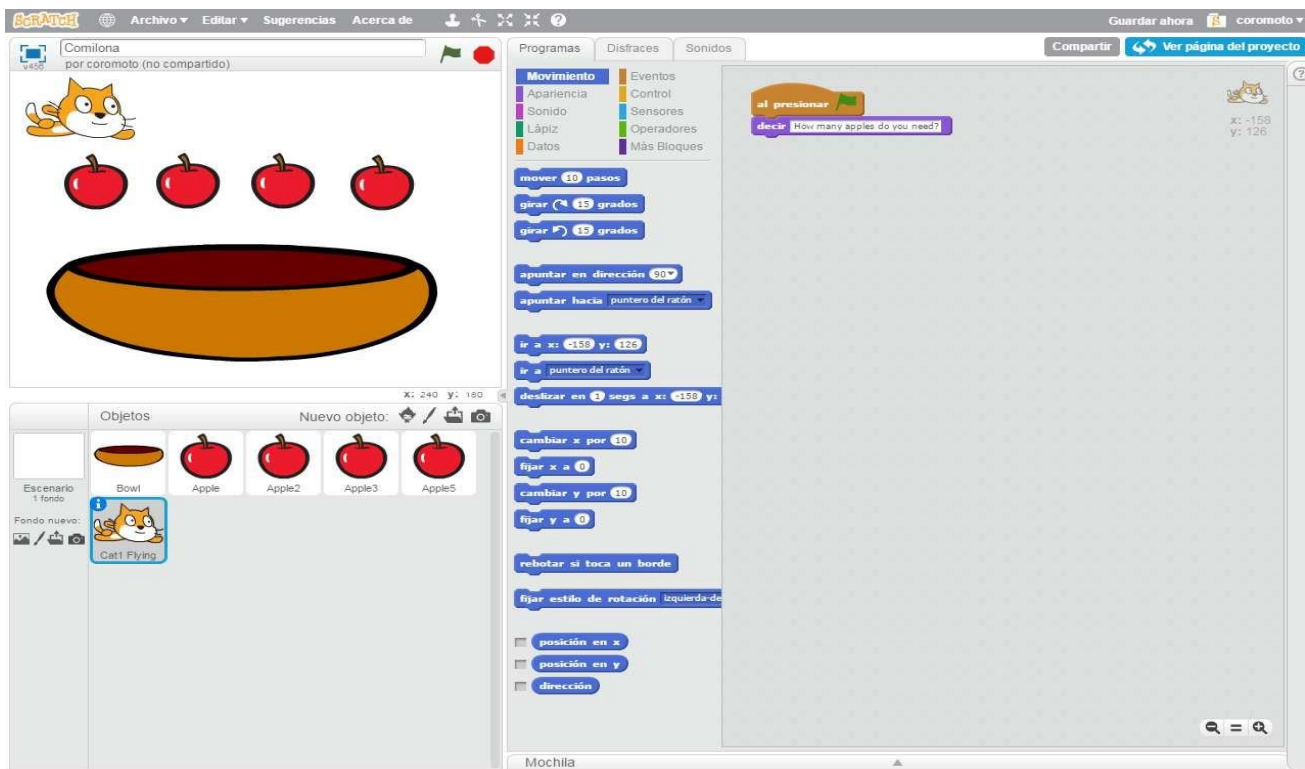 SCRATCH Archivo Editar Sugerencias Acerca de Guardar ahora coromoto
Comilona
por coromoto (no compartido)
v456
Programas Disfraces Sonidos
Compartir Ver página del proyecto
Movimiento Eventos
Apariencia Control
Sonido Sensores
Lápiz Operadores
Datos Más Bloques
mover 10 pasos
girar 15 grados
girar 15 grados
apuntar en dirección 90
apuntar hacia puntero del ratón
ir a x: -158 y: 126
ir a puntero del ratón
deslizar en 1 segs a x: -158 y:
cambiar x por 10
fijar x a 0
cambiar y por 10
fijar y a 0
rebotar si toca un borde
fijar estilo de rotación izquierda-de
posición en x
posición en y
dirección
al presionar
decir How many apples do you need?
x: -158
y: 126
x: 240 y: 180
Objetos Nuevo objeto:
Escenario
1 fondo
Fondo nuevo:
Bowl Apple Apple2 Apple3 Apple5
Cat1 Flying
Mochila